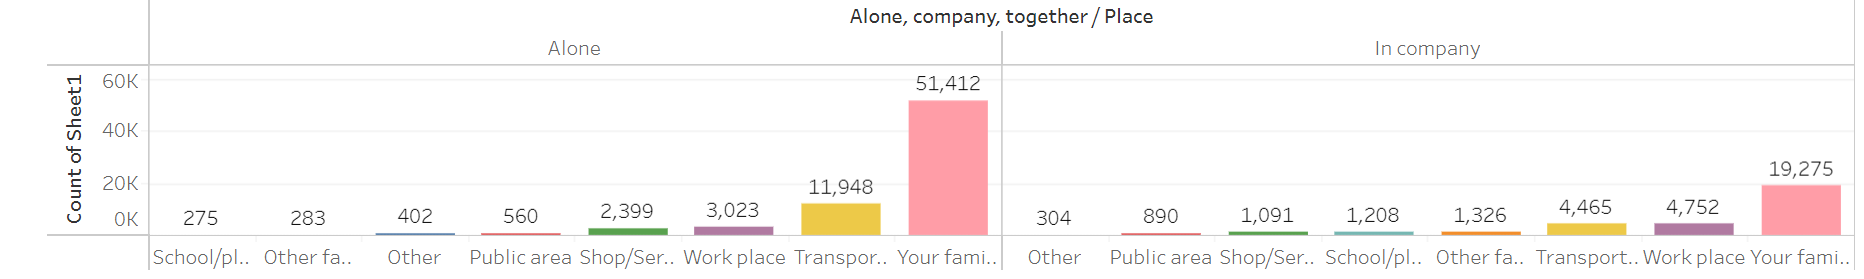 Alone, company, together / Place
Alone In company
Count of Sheet1
60K
40K
20K
0K
275 283 402 560 2,399 3,023 11,948 51,412 304 890 1,091 1,208 1,326 4,465 4,752 19,275
School/pl.. Other fa.. Other Public area Shop/Ser.. Work place Transpor.. Your fami.. Other Public area Shop/Ser.. School/pl.. Other fa.. Transport.. Work place Your fami..